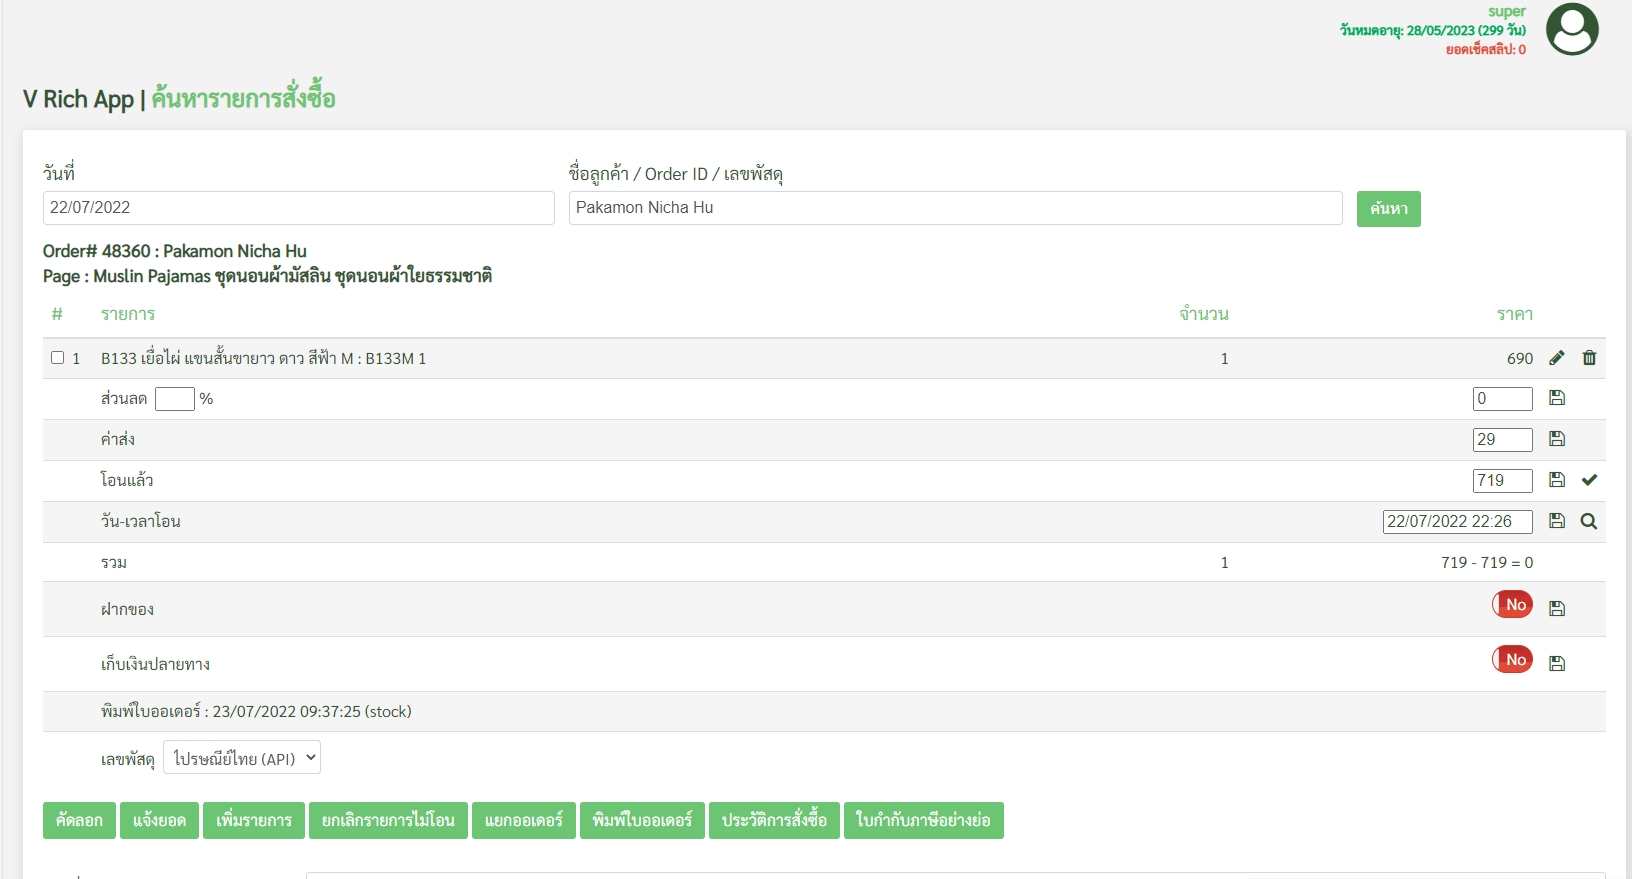 super
วันหมดอายุ: 28/05/2023 (299 วัน)
ยอดเช็คสลิป: 0
V Rich App | ค้นหารายการสั่งซื้อ
วันที่ ชื่อลูกค้า / Order ID / เลขพัสดุ
22/07/2022 Pakamon Nicha Hu ค้นหา
Order# 48360 : Pakamon Nicha Hu
Page : Muslin Pajamas ชุดนอนผ้ามัสลิน ชุดนอนผ้าใยธรรมชาติ
# รายการ จำนวน ราคา
1 B133 เยื่อไผ่ แขนสั้นขายาว ดาว สีฟ้า M : B133M 1 1 690
ส่วนลด % 0
ค่าส่ง 29
โอนแล้ว 719
วัน-เวลาโอน 22/07/2022 22:26
รวม 1 719 - 719 = 0
ฝากของ No
เก็บเงินปลายทาง No
พิมพ์ใบออเดอร์ : 23/07/2022 09:37:25 (stock)
เลขพัสดุ ไปรษณีย์ไทย (API)
คัดลอก แจ้งยอด เพิ่มรายการ ยกเลิกรายการไม่โอน แยกออเดอร์ พิมพ์ใบออเดอร์ ประวัติการสั่งซื้อ ใบกำกับภาษีอย่างย่อ